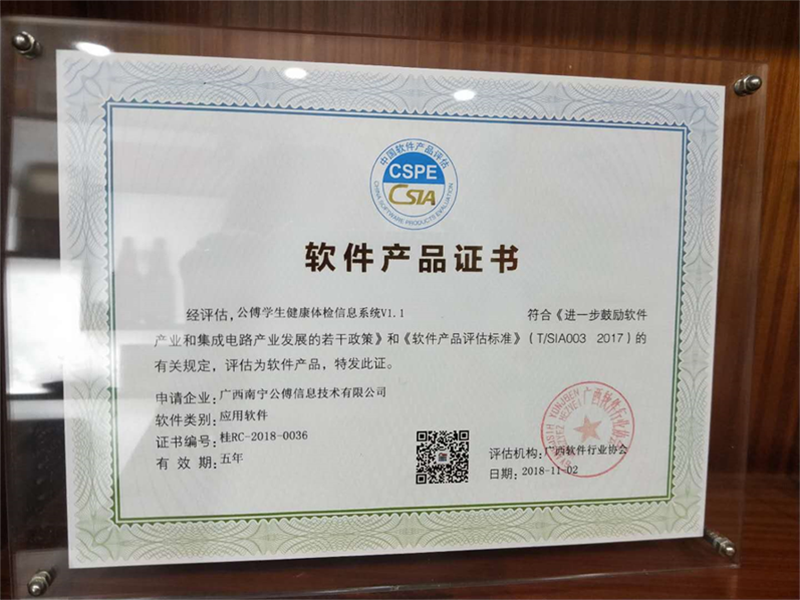 中国软件产品评估
CSPE
CSIA
CHINA SOFTWARE PRODUCTS EVALUATION
软件产品证书
经评估，公傅学生健康体检信息系统V1.1 符合《进一步鼓励软件
产业和集成电路产业发展的若干政策》和《软件产品评估标准》（T/SIA003 2017）的
有关规定，评估为软件产品，特发此证。
申请企业：广西南宁公傅信息技术有限公司
软件类别：应用软件
证书编号：桂RC-2018-0036
有 效 期：五年
评估机构：广西软件行业协会
日期：2018-11-02
广西软件行业协会